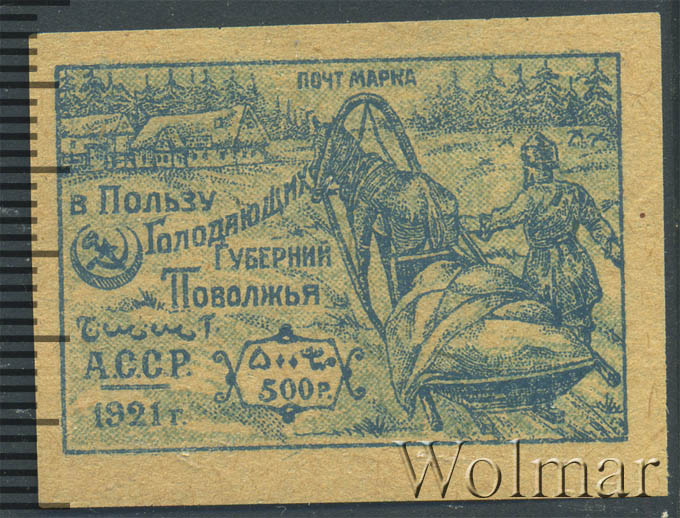 ПОЧТ МАРКА
в Пользу
Голодающих
Губерний
Поволжья
А.С.С.Р.
500 Р.
1921 г.
Wolmar